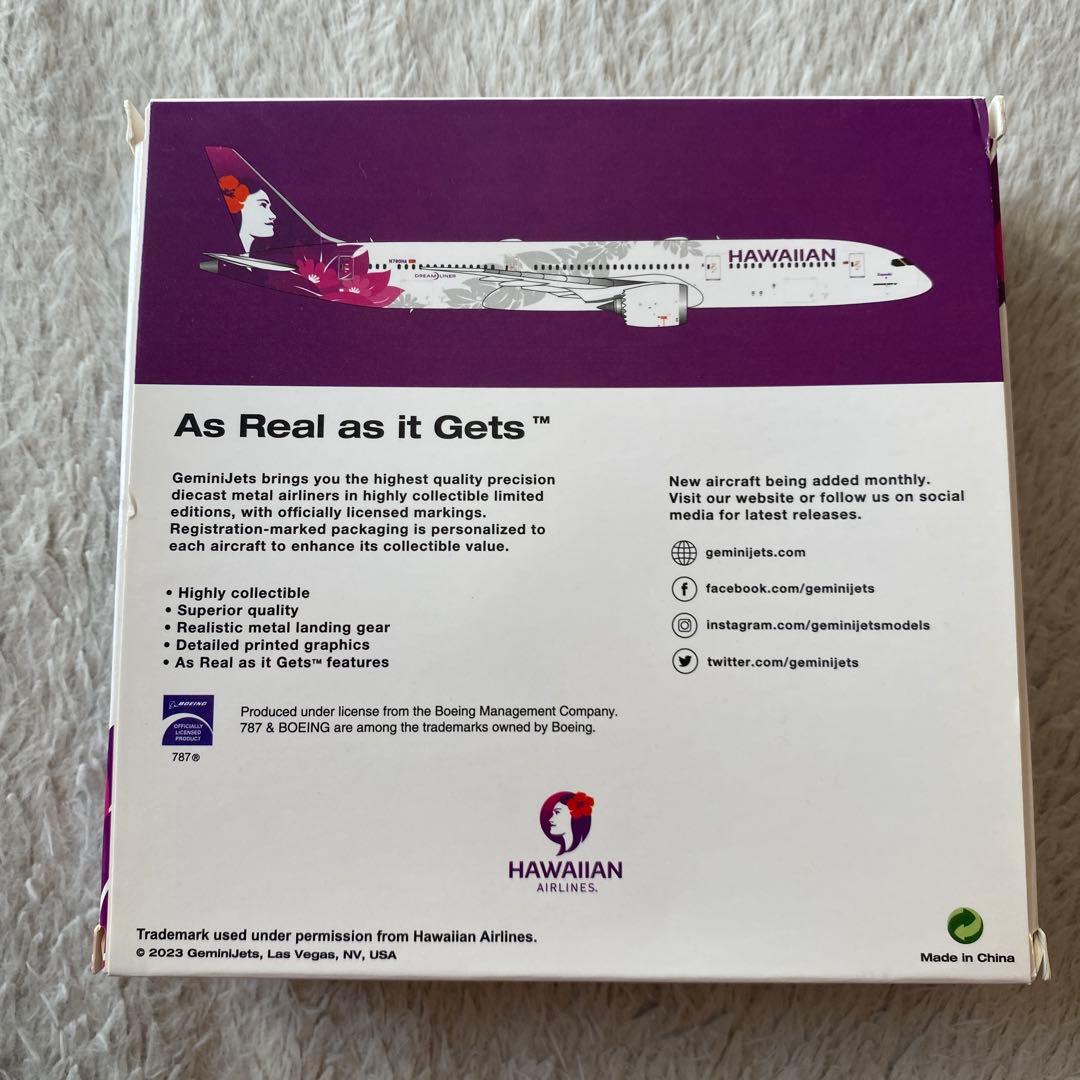 HAWAIIAN
N780HA
DREAMLINER
As Real as it Gets™
GeminiJets brings you the highest quality precision
diecast metal airliners in highly collectible limited
editions, with officially licensed markings.
Registration-marked packaging is personalized to
each aircraft to enhance its collectible value.
• Highly collectible
• Superior quality
• Realistic metal landing gear
• Detailed printed graphics
• As Real as it Gets™ features
New aircraft being added monthly.
Visit our website or follow us on social
media for latest releases.
geminijets.com
facebook.com/geminijets
instagram.com/geminijetsmodels
twitter.com/geminijets
BOEING
OFFICIALLY
LICENSED
PRODUCT
787®
Produced under license from the Boeing Management Company.
787 & BOEING are among the trademarks owned by Boeing.
HAWAIIAN
AIRLINES.
Trademark used under permission from Hawaiian Airlines.
© 2023 GeminiJets, Las Vegas, NV, USA
Made in China